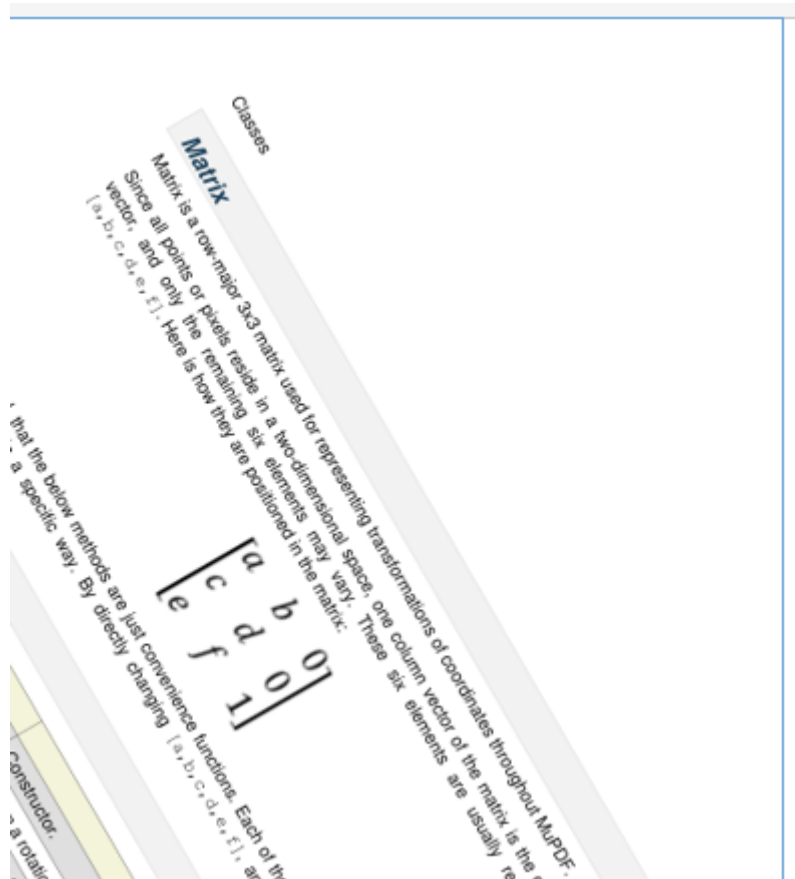 Classes
Matrix
Matrix is a row-major 3x3 matrix used for representing transformations of coordinates throughout MuPDF.
Since all points or pixels reside in a two-dimensional space, one column vector of the matrix is the
vector, and only the remaining six elements may vary. These six elements are usually
[a,b,c,d,e,f]. Here is how they are positioned in the matrix:
a b 0
c d 0
e f 1
that the below methods are just convenience functions. Each of
a specific way. By directly changing [a,b,c,d,e,f],
Constructor.
a